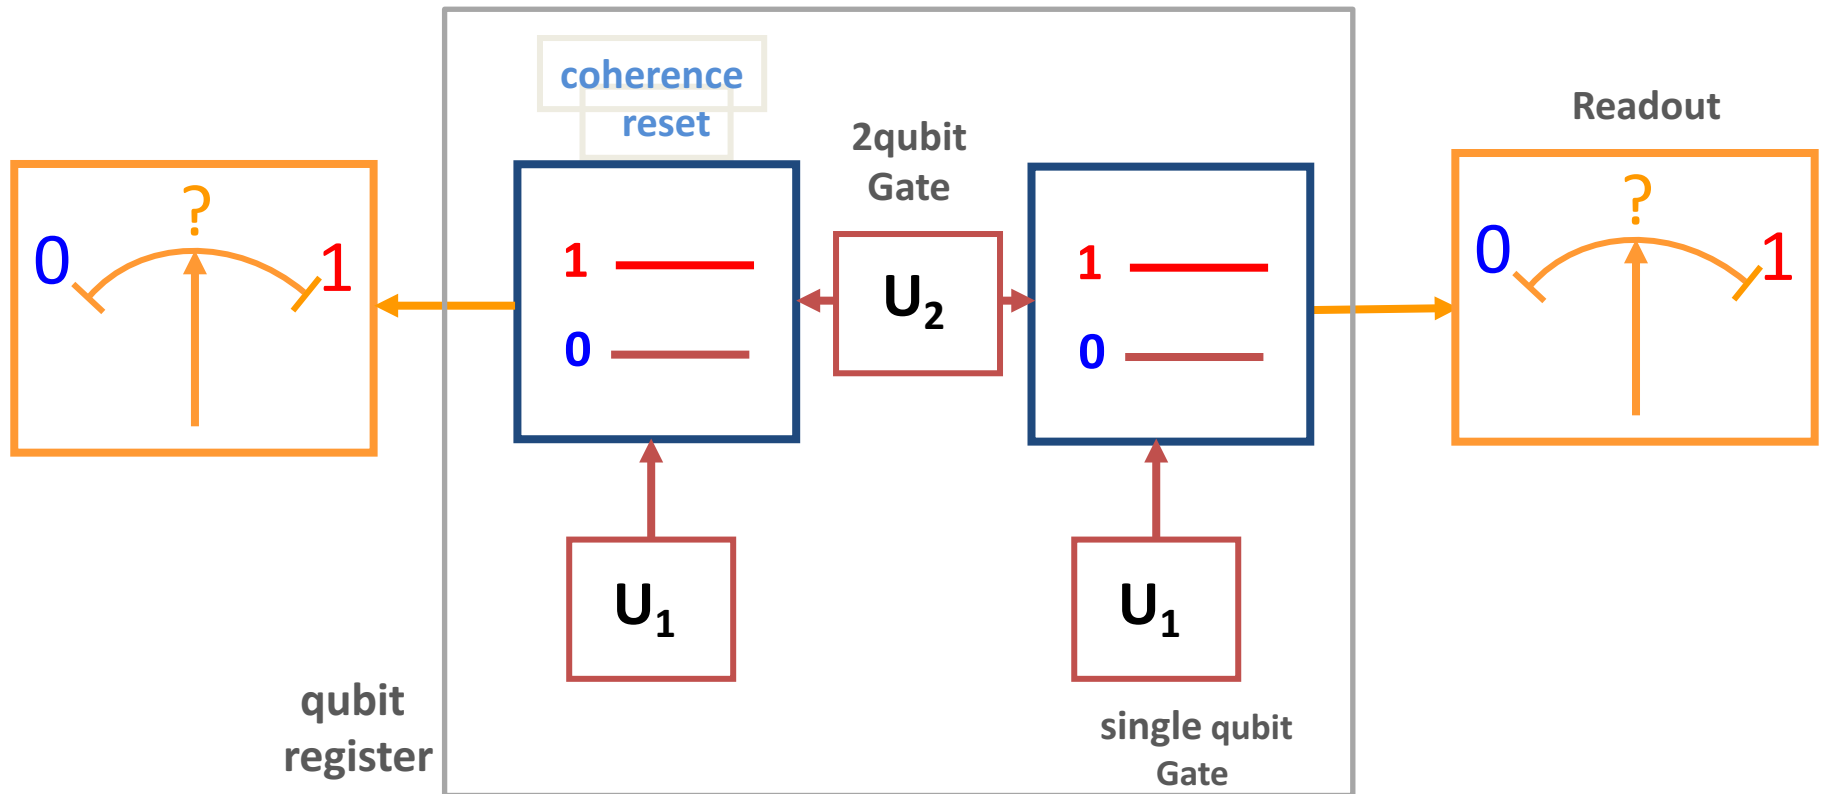 coherence
reset
2qubit
Gate
Readout
?
0
1
1
0
U2
1
0
?
0
1
U1
U1
qubit
register
single qubit
Gate